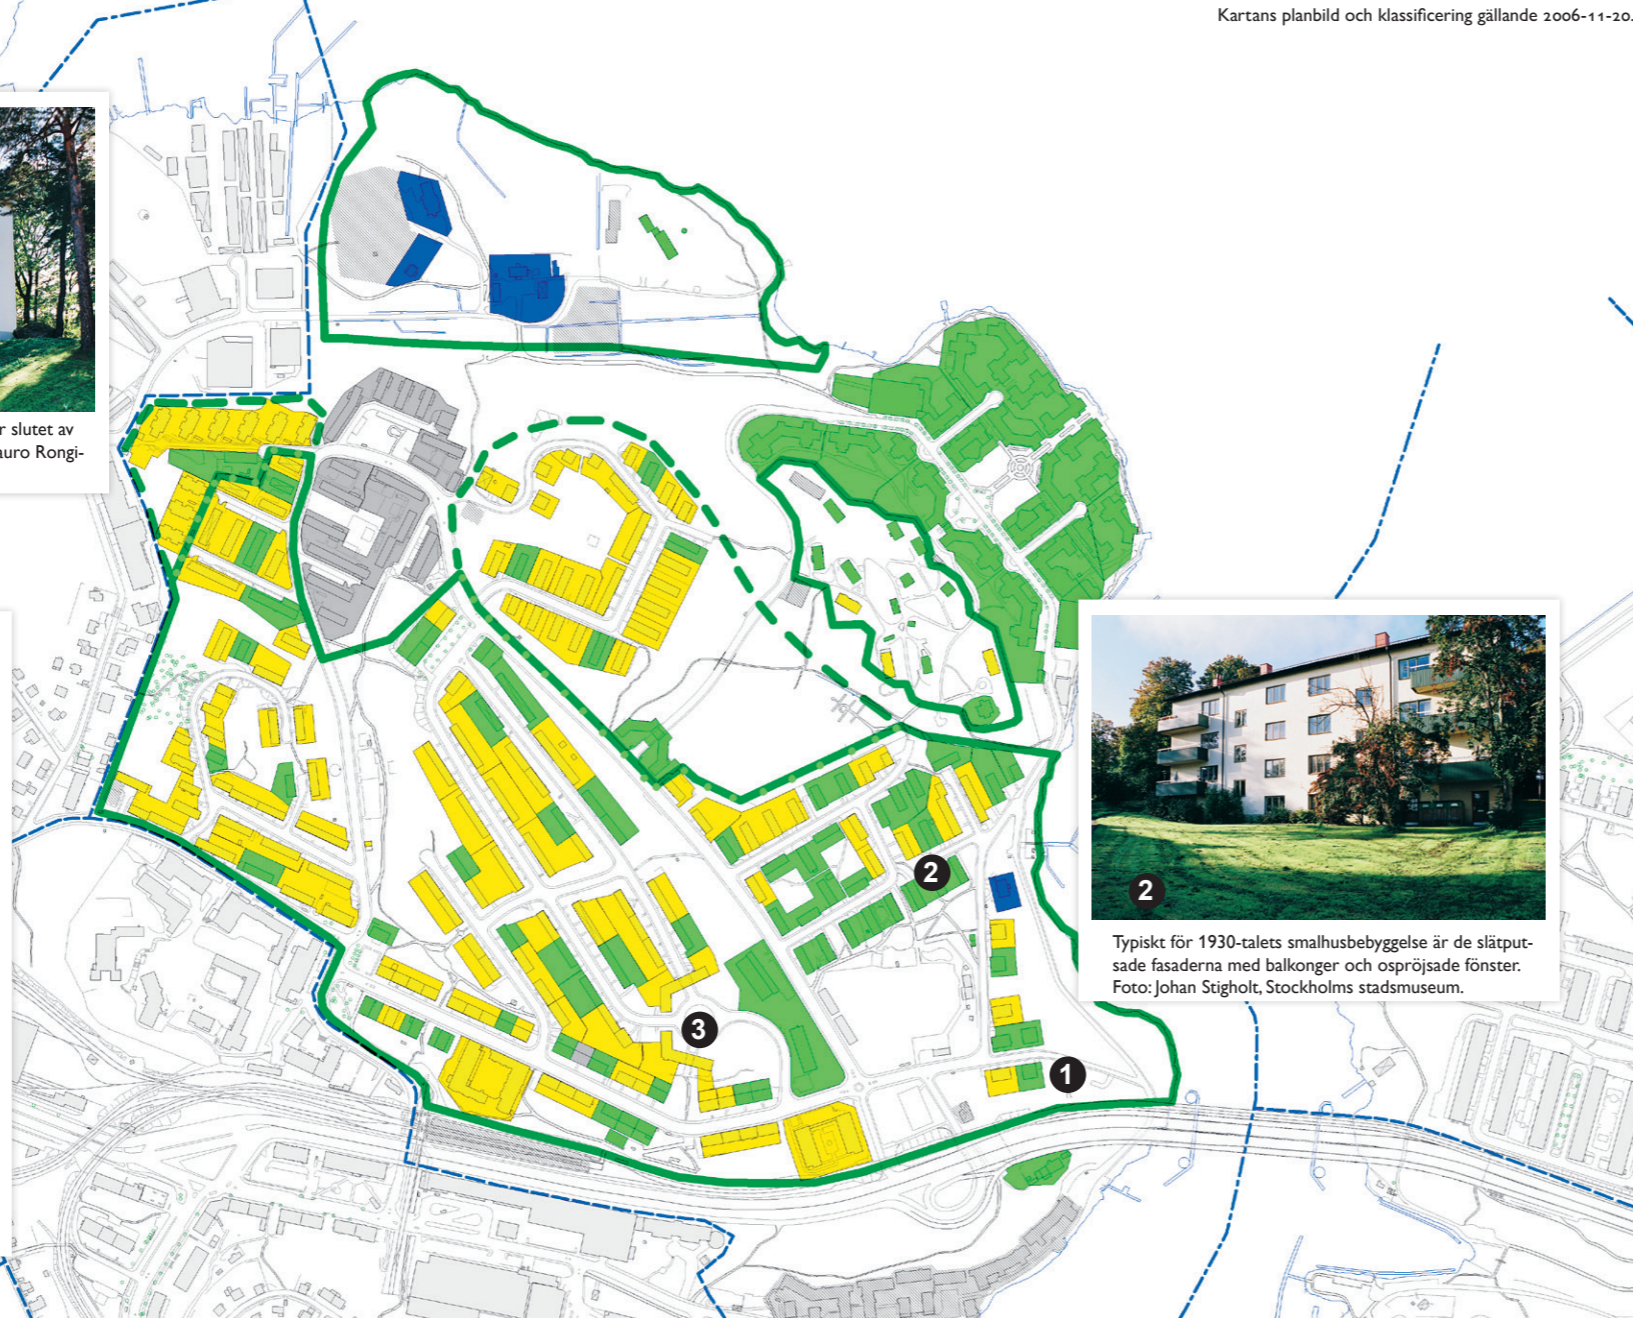 Kartans planbild och klassificering gällande 2006-11-20.
r slutet av
auro Rongi-
2
3
1
2
Typiskt för 1930-talets smalhusbebyggelse är de slätput-
sade fasaderna med balkonger och ospröjsade fönster.
Foto: Johan Stigholt, Stockholms stadsmuseum.